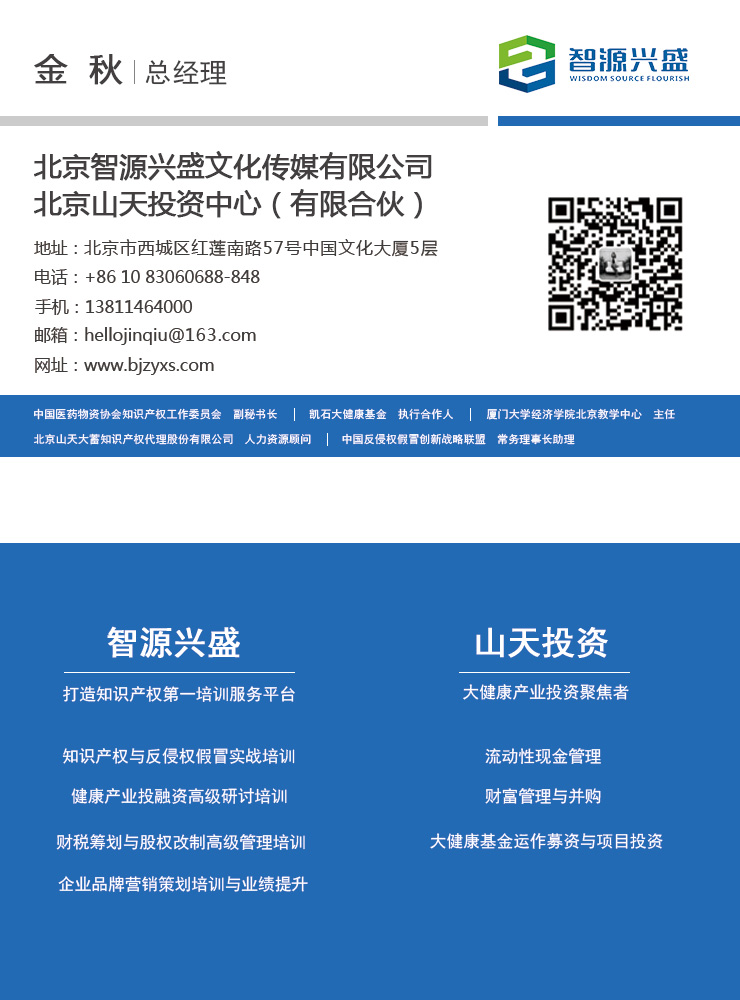 金 秋 总经理
智源兴盛
WISDOM SOURCE FLOURISH
北京智源兴盛文化传媒有限公司
北京山天投资中心（有限合伙）
地址：北京市西城区红莲南路57号中国文化大厦5层
电话：+86 10 83060688-848
手机：13811464000
邮箱：hellojinqiu@163.com
网址：www.bjzyxs.com
中国医药物资协会知识产权工作委员会 副秘书长 | 凯石大健康基金 执行合作人 | 厦门大学经济学院北京教学中心 主任
北京山天大蓄知识产权代理股份有限公司 人力资源顾问 | 中国反侵权假冒创新战略联盟 常务理事长助理
智源兴盛
打造知识产权第一培训服务平台
知识产权与反侵权假冒实战培训
健康产业投融资高级研讨培训
财税筹划与股权改制高级管理培训
企业品牌营销策划培训与业绩提升
山天投资
大健康产业投资聚焦者
流动性现金管理
财富管理与并购
大健康基金运作募资与项目投资